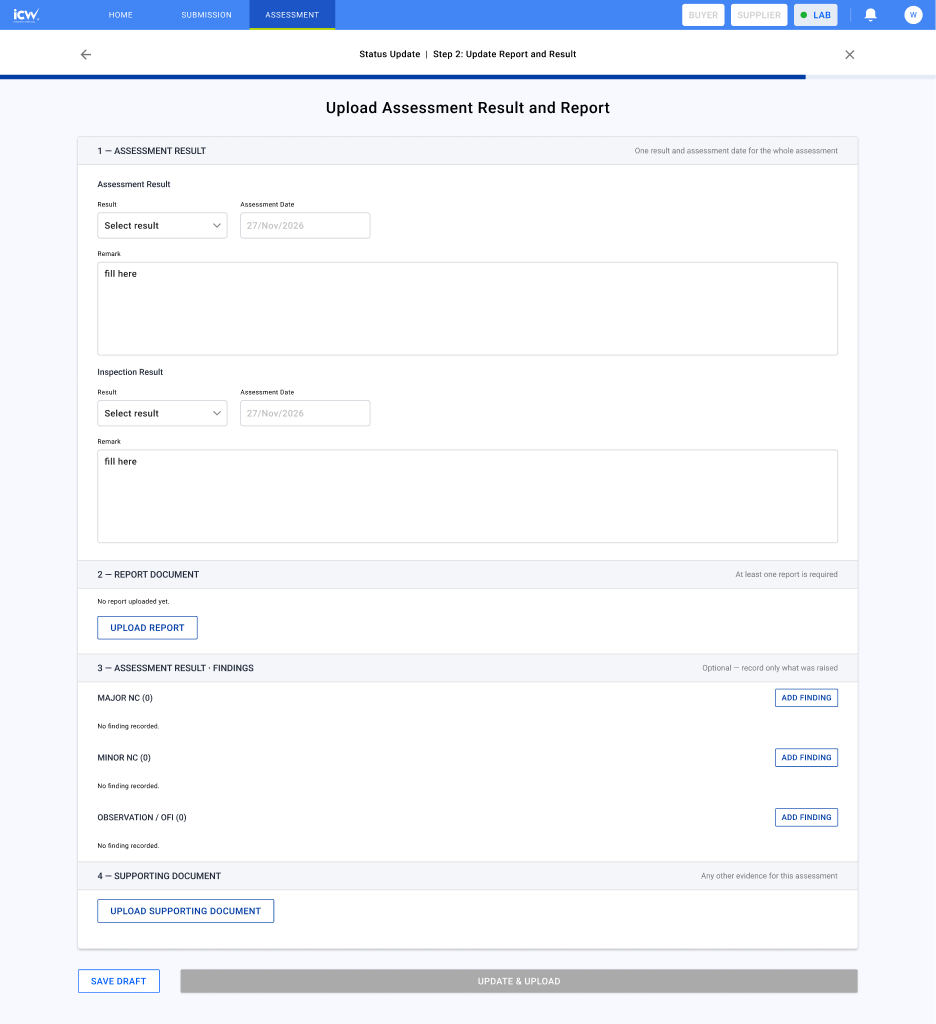 icw
HOME
SUBMISSION
ASSESSMENT
BUYER
SUPPLIER
LAB
W
Status Update | Step 2: Update Report and Result
Upload Assessment Result and Report
1 — ASSESSMENT RESULT
One result and assessment date for the whole assessment
Assessment Result
Result
Assessment Date
Select result
27/Nov/2026
Remark
fill here
Inspection Result
Result
Assessment Date
Select result
27/Nov/2026
Remark
fill here
2 — REPORT DOCUMENT
At least one report is required
No report uploaded yet.
UPLOAD REPORT
3 — ASSESSMENT RESULT · FINDINGS
Optional — record only what was raised
MAJOR NC (0)
ADD FINDING
No finding recorded.
MINOR NC (0)
ADD FINDING
No finding recorded.
OBSERVATION / OFI (0)
ADD FINDING
No finding recorded.
4 — SUPPORTING DOCUMENT
Any other evidence for this assessment
UPLOAD SUPPORTING DOCUMENT
SAVE DRAFT
UPDATE & UPLOAD